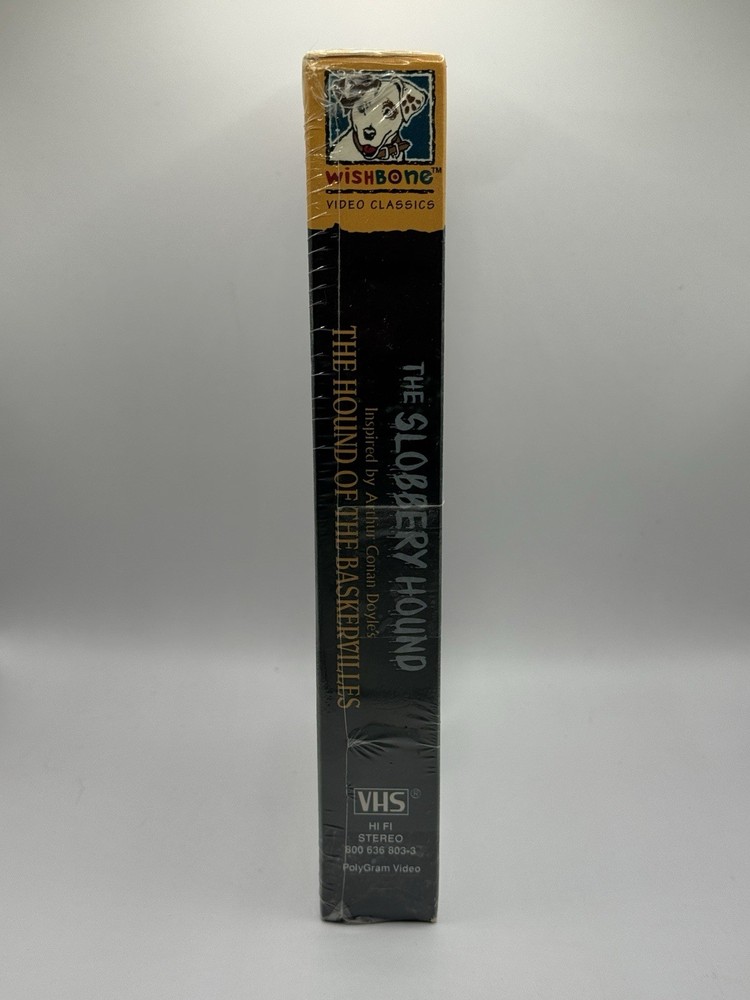 WISHBONE™
VIDEO CLASSICS
THE SLOBBERY HOUND
Inspired by Arthur Conan Doyle's
THE HOUND OF THE BASKERVILLES
VHS®
HI FI
STEREO
800 636 803-3
PolyGram Video